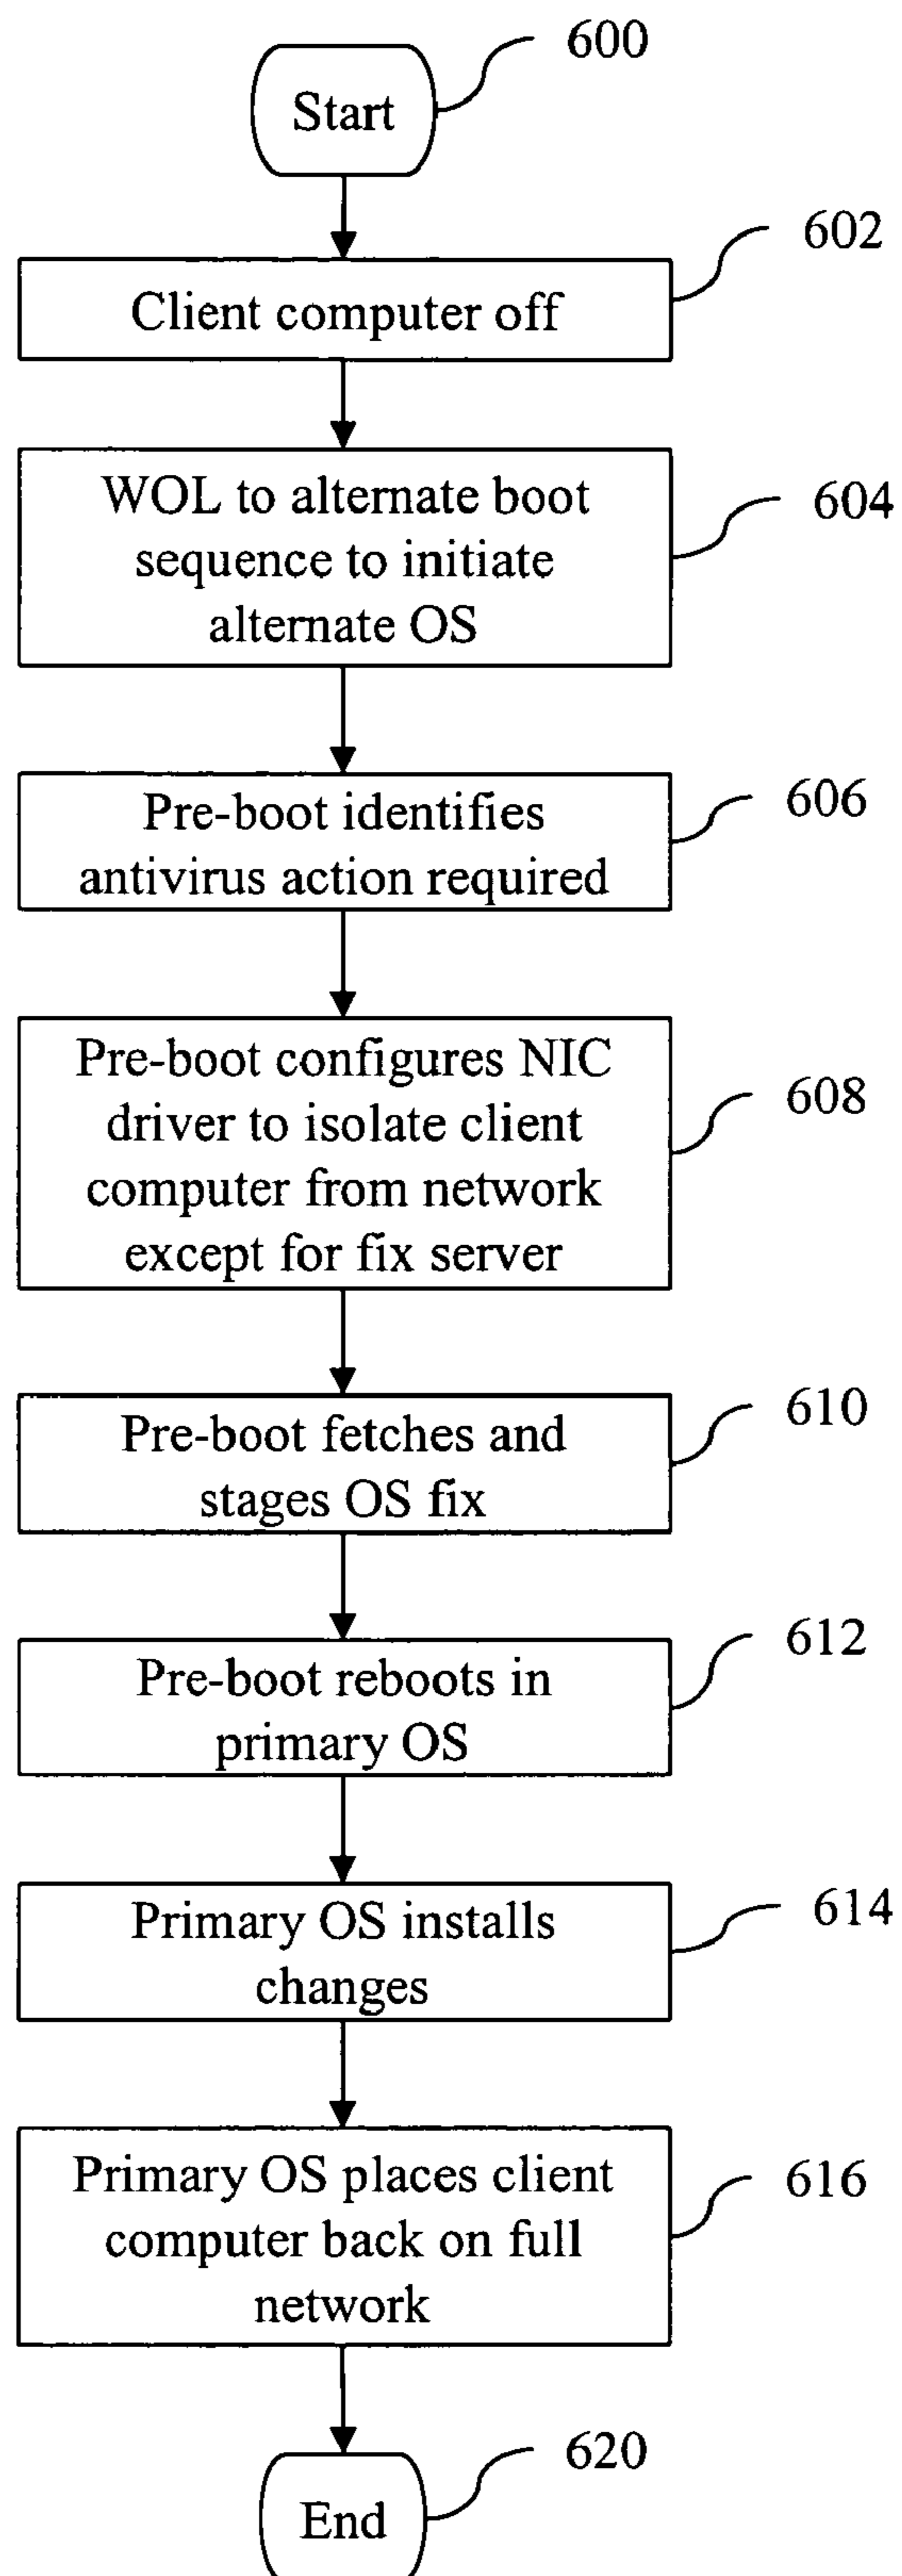 600
Start
602
Client computer off
WOL to alternate boot
604
sequence to initiate
alternate OS
606
Pre-boot identifies
antivirus action required
Pre-boot configures NIC
608
driver to isolate client
computer from network
except for fix server
610
Pre-boot fetches and
stages OS fix
612
Pre-boot reboots in
primary OS
614
Primary OS installs
changes
Primary OS places client
616
computer back on full
network
620
End